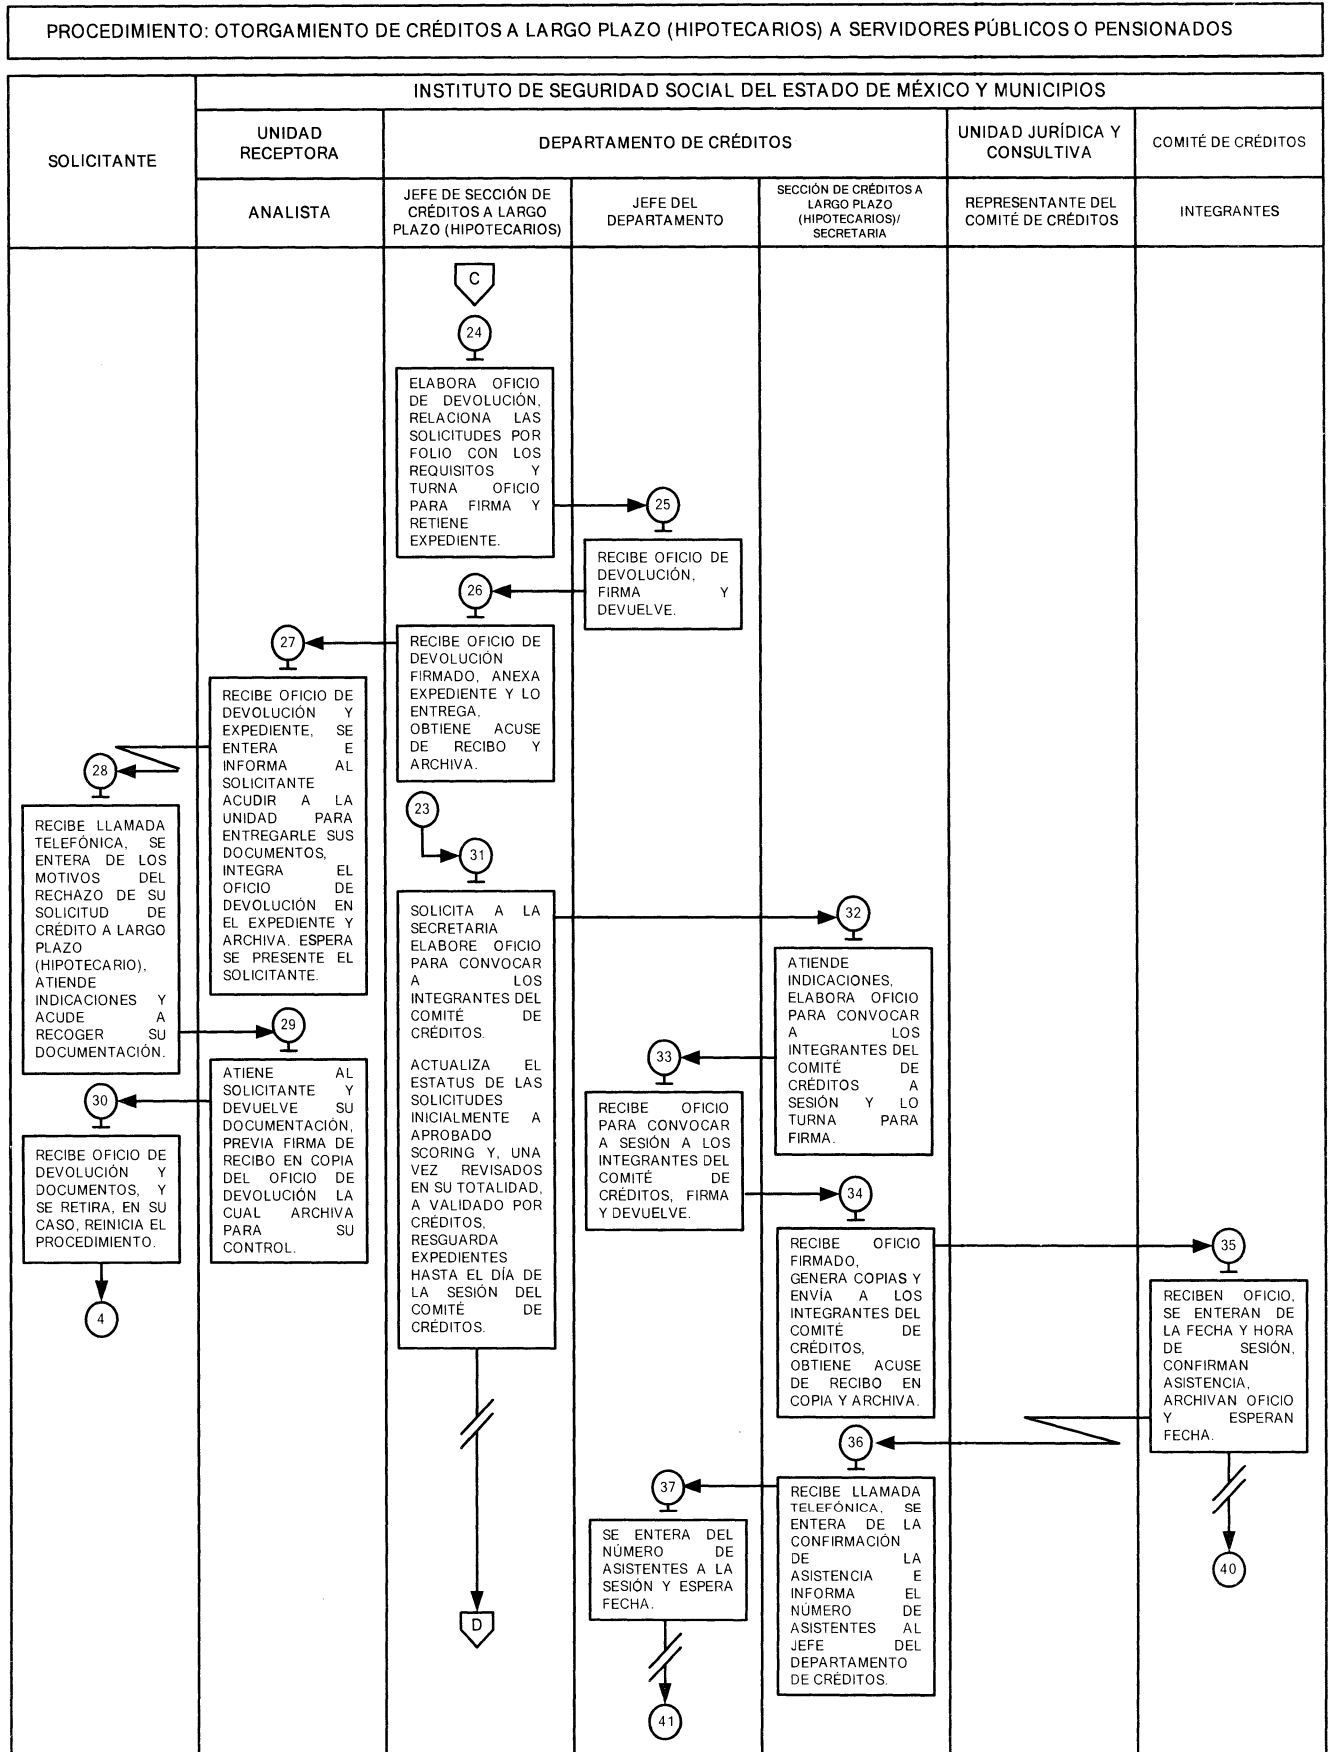 PROCEDIMIENTO: OTORGAMIENTO DE CRÉDITOS A LARGO PLAZO (HIPOTECARIOS) A SERVIDORES PÚBLICOS O PENSIONADOS
SOLICITANTE
INSTITUTO DE SEGURIDAD SOCIAL DEL ESTADO DE MÉXICO Y MUNICIPIOS
UNIDAD
RECEPTORA
DEPARTAMENTO DE CRÉDITOS
UNIDAD JURÍDICA Y
CONSULTIVA
COMITÉ DE CRÉDITOS
ANALISTA
JEFE DE SECCIÓN DE
CRÉDITOS A LARGO
PLAZO (HIPOTECARIOS)
JEFE DEL
DEPARTAMENTO
SECCIÓN DE CRÉDITOS A
LARGO PLAZO
(HIPOTECARIOS)/
SECRETARIA
REPRESENTANTE DEL
COMITÉ DE CRÉDITOS
INTEGRANTES
C
24
ELABORA OFICIO
DE DEVOLUCIÓN,
RELACIONA LAS
SOLICITUDES POR
FOLIO CON LOS
REQUISITOS Y
TURNA OFICIO
PARA FIRMA Y
RETIENE
EXPEDIENTE.
25
RECIBE OFICIO DE
DEVOLUCIÓN,
FIRMA Y
DEVUELVE.
26
RECIBE OFICIO DE
DEVOLUCIÓN
FIRMADO, ANEXA
EXPEDIENTE Y LO
ENTREGA,
OBTIENE ACUSE
DE RECIBO Y
ARCHIVA.
27
RECIBE OFICIO DE
DEVOLUCIÓN Y
EXPEDIENTE, SE
ENTERA E
INFORMA AL
SOLICITANTE
ACUDIR A LA
UNIDAD PARA
ENTREGARLE SUS
DOCUMENTOS,
INTEGRA EL
OFICIO DE
DEVOLUCIÓN EN
EL EXPEDIENTE Y
ARCHIVA. ESPERA
SE PRESENTE EL
SOLICITANTE.
28
RECIBE LLAMADA
TELEFÓNICA, SE
ENTERA DE LOS
MOTIVOS DEL
RECHAZO DE SU
SOLICITUD DE
CRÉDITO A LARGO
PLAZO
(HIPOTECARIO),
ATIENDE
INDICACIONES Y
ACUDE A
RECOGER SU
DOCUMENTACIÓN.
29
ATIENE AL
SOLICITANTE Y
DEVUELVE SU
DOCUMENTACIÓN,
PREVIA FIRMA DE
RECIBO EN COPIA
DEL OFICIO DE
DEVOLUCIÓN LA
CUAL ARCHIVA
PARA SU
CONTROL.
30
RECIBE OFICIO DE
DEVOLUCIÓN Y
DOCUMENTOS, Y
SE RETIRA, EN SU
CASO, REINICIA EL
PROCEDIMIENTO.
4
23
31
SOLICITA A LA
SECRETARIA
ELABORE OFICIO
PARA CONVOCAR
A LOS
INTEGRANTES DEL
COMITÉ DE
CRÉDITOS.
ACTUALIZA EL
ESTATUS DE LAS
SOLICITUDES
INICIALMENTE A
APROBADO
SCORING Y, UNA
VEZ REVISADOS
EN SU TOTALIDAD,
A VALIDADO POR
CRÉDITOS,
RESGUARDA
EXPEDIENTES
HASTA EL DÍA DE
LA SESIÓN DEL
COMITÉ DE
CRÉDITOS.
D
32
ATIENDE
INDICACIONES,
ELABORA OFICIO
PARA CONVOCAR
A LOS
INTEGRANTES DEL
COMITÉ DE
CRÉDITOS A
SESIÓN Y LO
TURNA PARA
FIRMA.
33
RECIBE OFICIO
PARA CONVOCAR
A SESIÓN A LOS
INTEGRANTES DEL
COMITÉ DE
CRÉDITOS, FIRMA
Y DEVUELVE.
34
RECIBE OFICIO
FIRMADO,
GENERA COPIAS Y
ENVÍA A LOS
INTEGRANTES DEL
COMITÉ DE
CRÉDITOS,
OBTIENE ACUSE
DE RECIBO EN
COPIA Y ARCHIVA.
35
RECIBEN OFICIO,
SE ENTERAN DE
LA FECHA Y HORA
DE SESIÓN,
CONFIRMAN
ASISTENCIA,
ARCHIVAN OFICIO
Y ESPERAN
FECHA.
40
36
RECIBE LLAMADA
TELEFÓNICA, SE
ENTERA DE LA
CONFIRMACIÓN
DE LA
ASISTENCIA E
INFORMA EL
NÚMERO DE
ASISTENTES AL
JEFE DEL
DEPARTAMENTO
DE CRÉDITOS.
37
SE ENTERA DEL
NÚMERO DE
ASISTENTES A LA
SESIÓN Y ESPERA
FECHA.
41